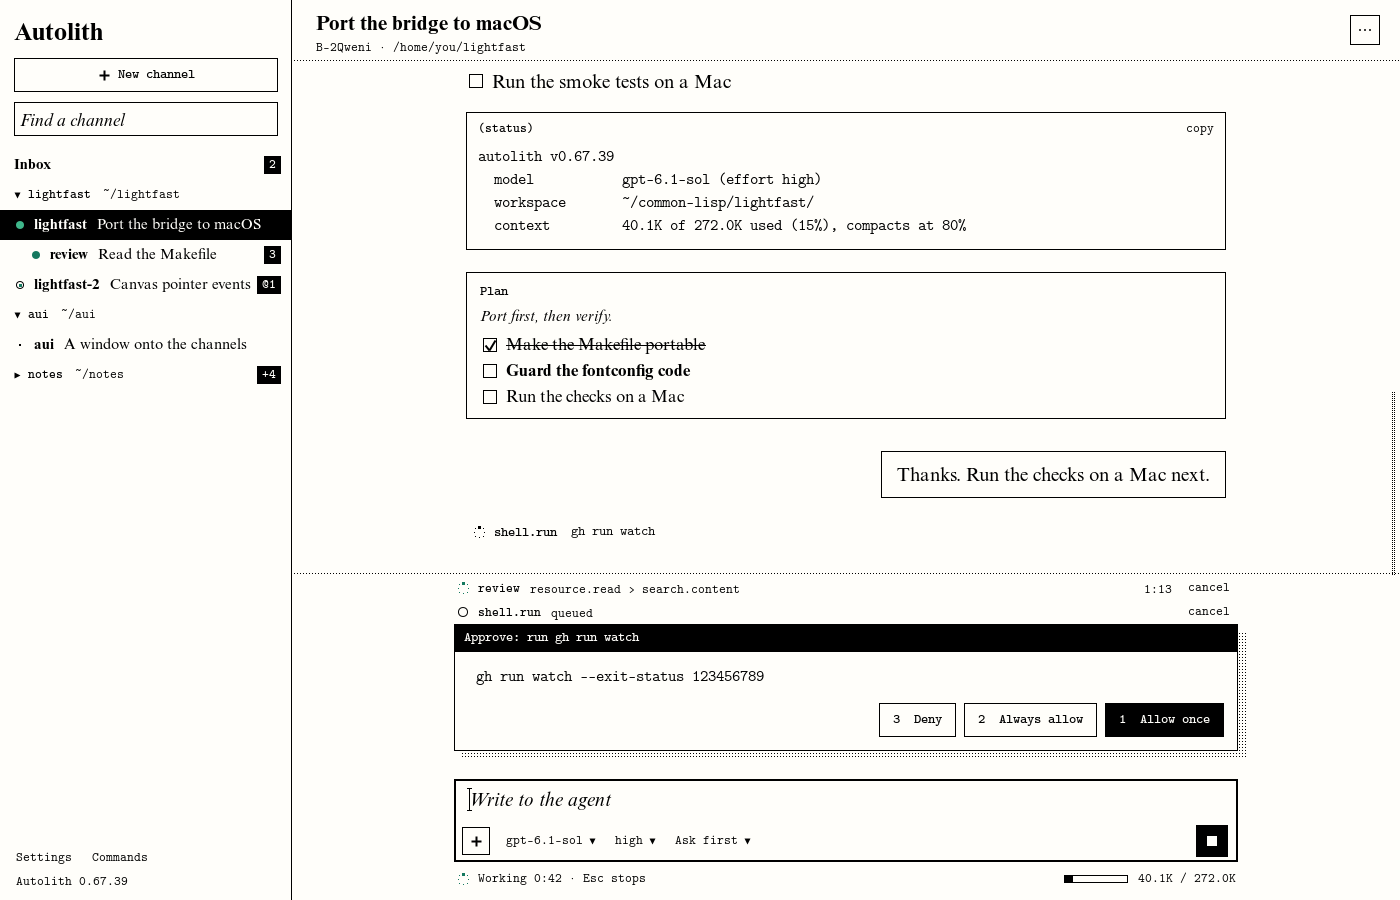 Autolith
+ New channel
Find a channel
Inbox 2
▾ lightfast ~/lightfast
lightfast Port the bridge to macOS
review Read the Makefile 3
lightfast-2 Canvas pointer events @1
▾ aui ~/aui
· aui A window onto the channels
▸ notes ~/notes +4
Settings Commands
Autolith 0.67.39
Port the bridge to macOS
B-2Qweni · /home/you/lightfast
...
Run the smoke tests on a Mac
(status) copy
autolith v0.67.39
model gpt-6.1-sol (effort high)
workspace ~/common-lisp/lightfast/
context 40.1K of 272.0K used (15%), compacts at 80%
Plan
Port first, then verify.
Make the Makefile portable
Guard the fontconfig code
Run the checks on a Mac
Thanks. Run the checks on a Mac next.
shell.run gh run watch
review resource.read > search.content 1:13 cancel
shell.run queued cancel
Approve: run gh run watch
gh run watch --exit-status 123456789
3 Deny 2 Always allow 1 Allow once
Write to the agent
+ gpt-6.1-sol ▾ high ▾ Ask first ▾
Working 0:42 · Esc stops 40.1K / 272.0K